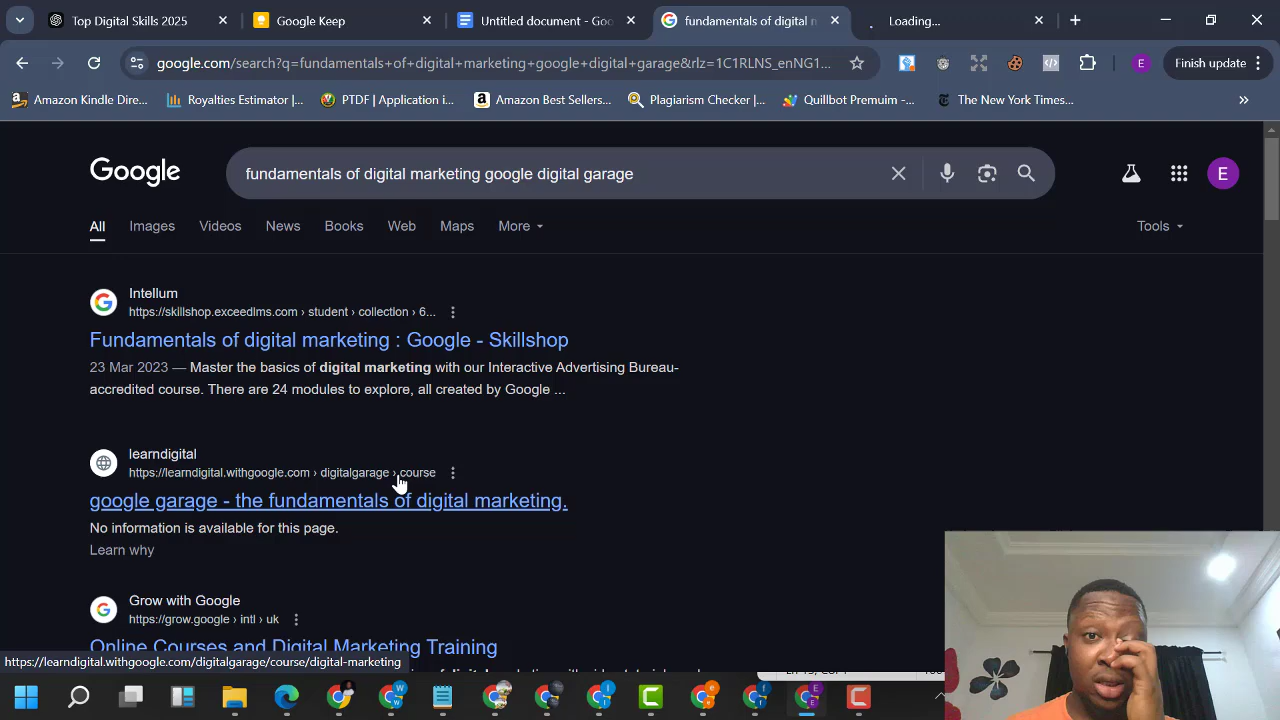 Top Digital Skills 2025
Google Keep
Untitled document - Goo
fundamentals of digital m
Loading...
google.com/search?q=fundamentals+of+digital+marketing+google+digital+garage&rlz=1C1RLNS_enNG1...
E
Finish update
Amazon Kindle Dire...
Royalties Estimator |...
PTDF | Application i...
Amazon Best Sellers...
Plagiarism Checker |...
Quillbot Premuim -...
The New York Times...
Google
fundamentals of digital marketing google digital garage
E
All
Images
Videos
News
Books
Web
Maps
More
Tools
Intellum
https://skillshop.exceedlms.com › student › collection › 6...
Fundamentals of digital marketing : Google - Skillshop
23 Mar 2023 — Master the basics of digital marketing with our Interactive Advertising Bureau-
accredited course. There are 24 modules to explore, all created by Google ...
learndigital
https://learndigital.withgoogle.com › digitalgarage › course
google garage - the fundamentals of digital marketing.
No information is available for this page.
Learn why
Grow with Google
https://grow.google › intl › uk
Online Courses and Digital Marketing Training
https://learndigital.withgoogle.com/digitalgarage/course/digital-marketing